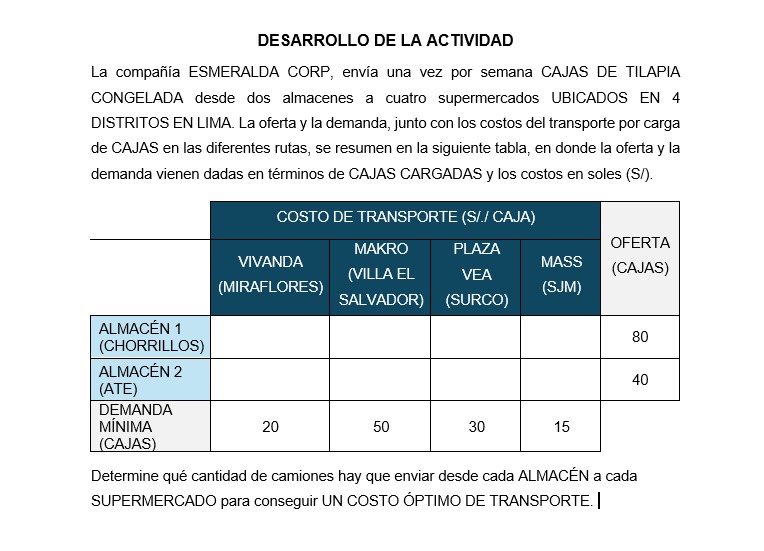 DESARROLLO DE LA ACTIVIDAD
La compañía ESMERALDA CORP, envía una vez por semana CAJAS DE TILAPIA
CONGELADA desde dos almacenes a cuatro supermercados UBICADOS EN 4
DISTRITOS EN LIMA. La oferta y la demanda, junto con los costos del transporte por carga
de CAJAS en las diferentes rutas, se resumen en la siguiente tabla, en donde la oferta y la
demanda vienen dadas en términos de CAJAS CARGADAS y los costos en soles (S/).
COSTO DE TRANSPORTE (S/./ CAJA)
OFERTA
(CAJAS)
VIVANDA
(MIRAFLORES)
MAKRO
(VILLA EL
SALVADOR)
PLAZA
VEA
(SURCO)
MASS
(SJM)
ALMACÉN 1
(CHORRILLOS)
80
ALMACÉN 2
(ATE)
40
DEMANDA
MÍNIMA
(CAJAS)
20
50
30
15
Determine qué cantidad de camiones hay que enviar desde cada ALMACÉN a cada
SUPERMERCADO para conseguir UN COSTO ÓPTIMO DE TRANSPORTE.